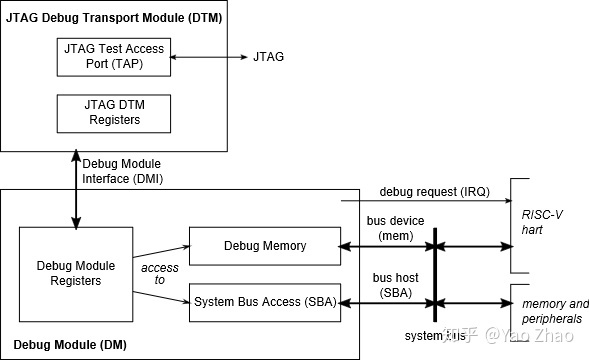 JTAG Debug Transport Module (DTM)
JTAG Test Access
Port (TAP)
JTAG
JTAG DTM
Registers
Debug Module
Interface (DMI)
debug request (IRQ)
RISC-V
hart
bus device
(mem)
Debug Module
Registers
access
to
Debug Memory
System Bus Access (SBA)
bus host
(SBA)
memory and
peripherals
system bus
Debug Module (DM)
知乎 @Yao Zhao